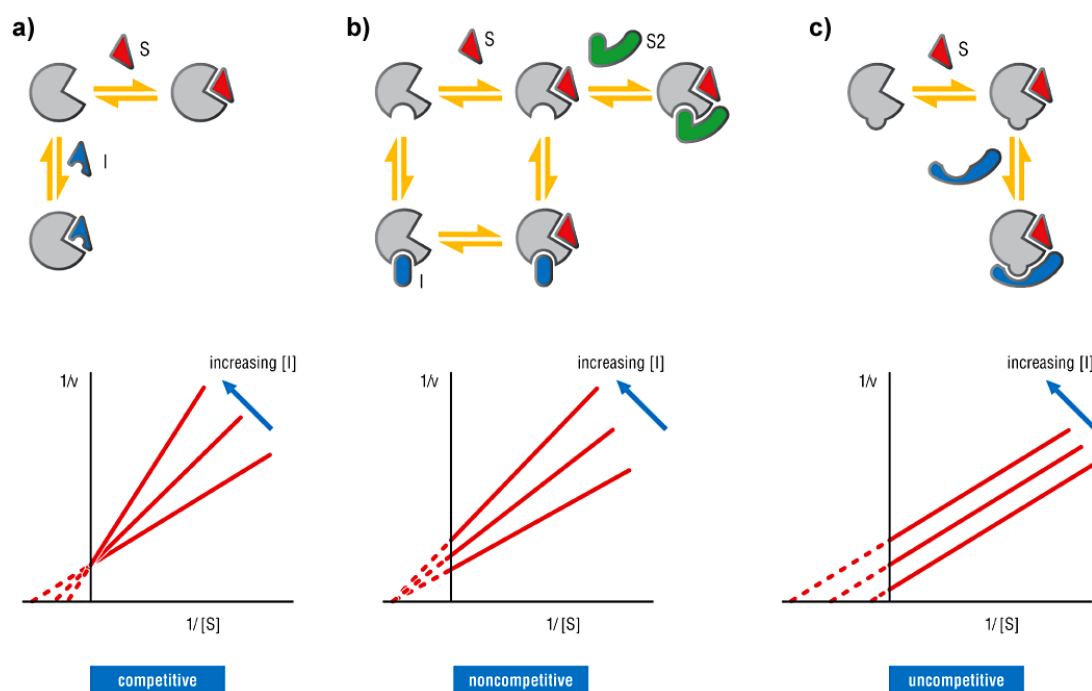 a)
S
I
b)
S
S2
I
c)
S
increasing [I]
1/v
1/ [S]
competitive
increasing [I]
1/v
1/ [S]
noncompetitive
increasing [I]
1/v
1/ [S]
uncompetitive